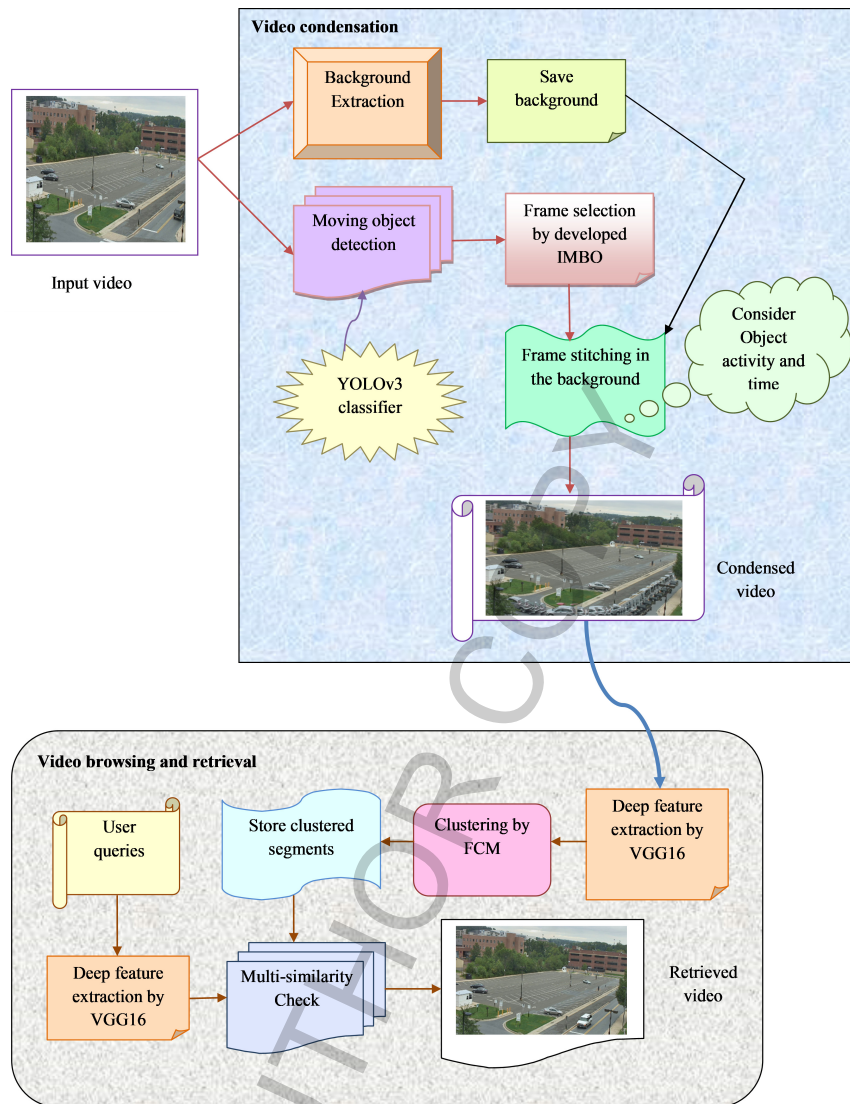 Video condensation
Background
Extraction
Save
background
Input video
Moving object
detection
Frame selection
by developed
IMBO
Consider
Object
activity and
time
YOLOv3
classifier
Frame stitching in
the background
Condensed
video
Video browsing and retrieval
User
queries
Store clustered
segments
Clustering by
FCM
Deep feature
extraction by
VGG16
Deep feature
extraction by
VGG16
Multi-similarity
Check
Retrieved
video
THOR COPY